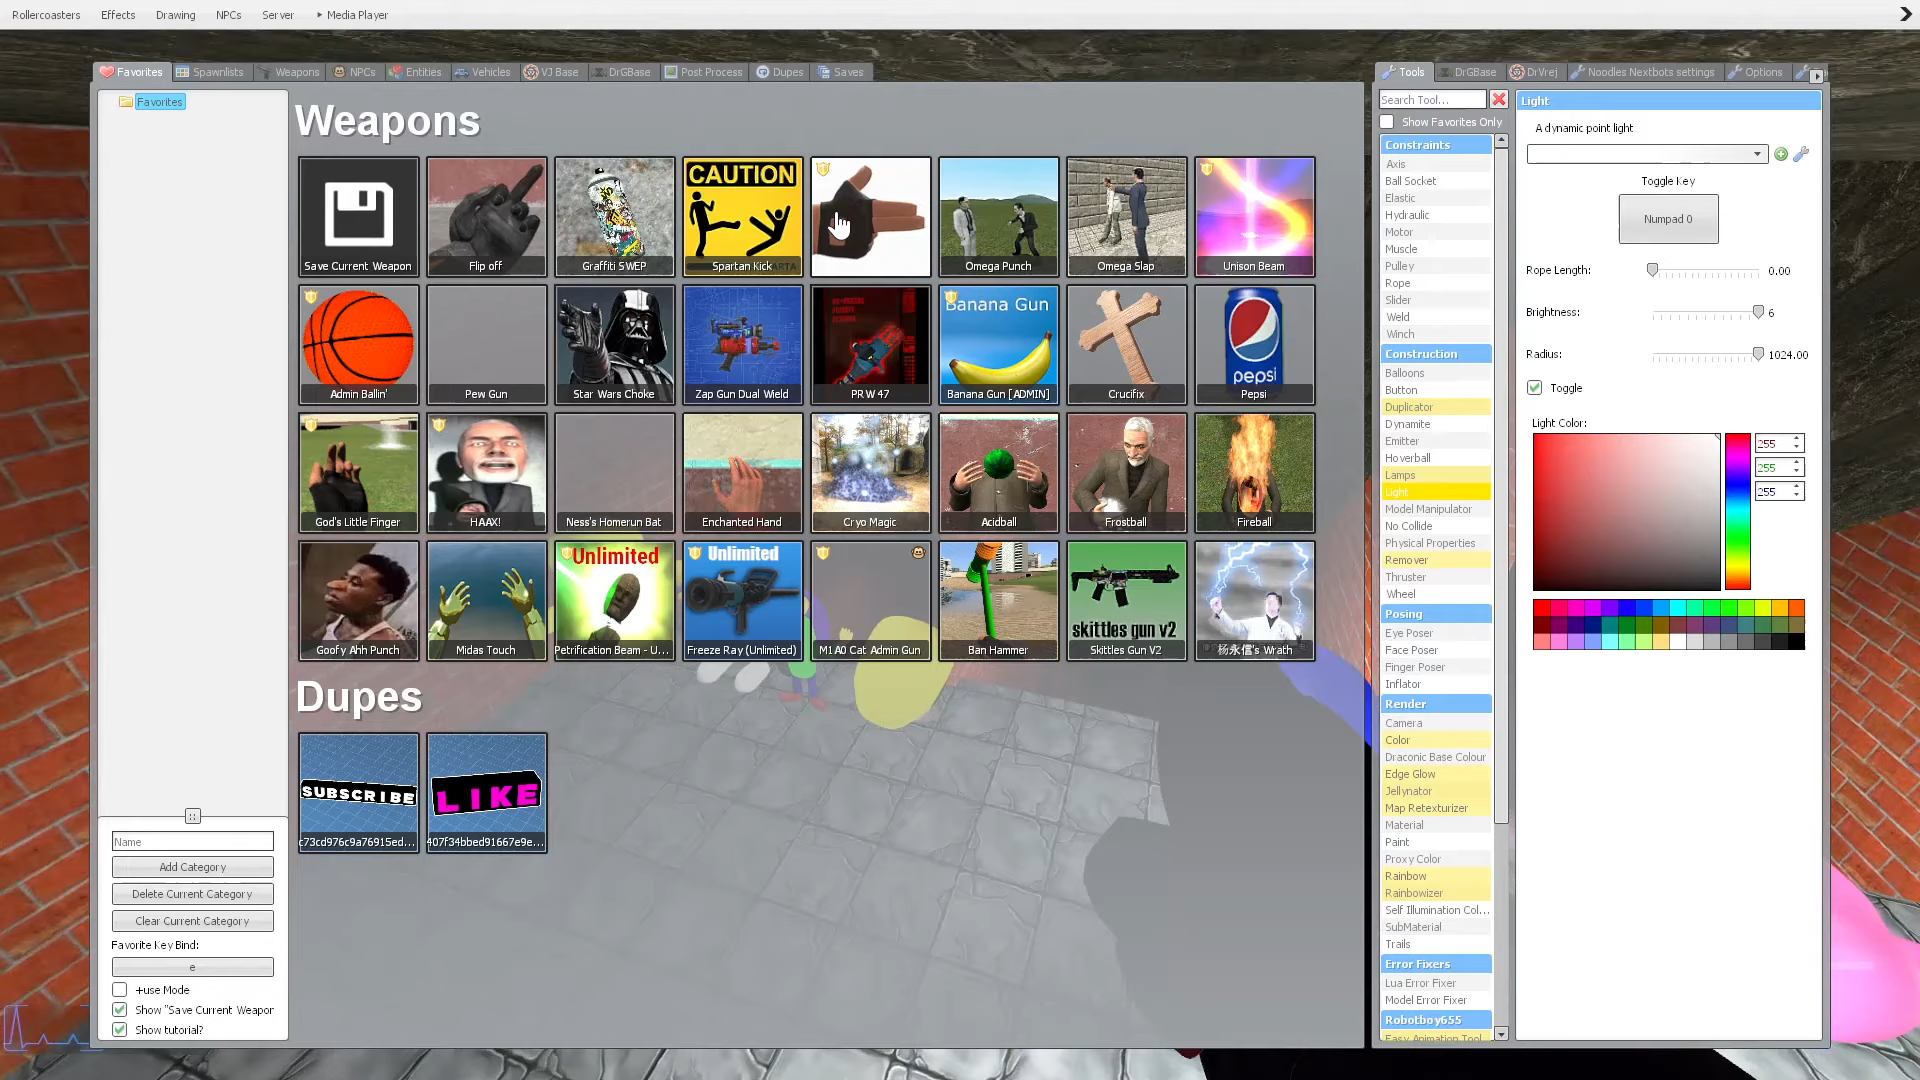 Rollercoasters Effects Drawing NPCs Server Media Player
Favorites Spawnlists Weapons NPCs Entities Vehicles VJ Base DrGBase Post Process Dupes Saves
Favorites
Weapons
Save Current Weapon
Flip off
Graffiti SWEP
CAUTION
Spartan Kick
Omega Punch
Omega Slap
Unison Beam
Admin Ballin'
Pew Gun
Star Wars Choke
Zap Gun Dual Wield
PRW 47
Banana Gun
Banana Gun [ADMIN]
Crucifix
pepsi
Pepsi
God's Little Finger
HAAX!
Ness's Homerun Bat
Enchanted Hand
Cryo Magic
Acidball
Frostball
Fireball
Goofy Ahh Punch
Midas Touch
Unlimited
Petrification Beam - U...
Unlimited
Freeze Ray (Unlimited)
M1A0 Cat Admin Gun
Ban Hammer
skittles gun v2
Skittles Gun V2
杨永信's Wrath
Dupes
SUBSCRIBE
c73cd976c9a76915ed...
LIKE
407f34bbed91667e9e...
Name
Add Category
Delete Current Category
Clear Current Category
Favorite Key Bind:
e
+use Mode
Show "Save Current Weapor
Show tutorial?
Tools DrGBase DrVrej Noodles Nextbots settings Options
Search Tool...
Show Favorites Only
Constraints
Axis
Ball Socket
Elastic
Hydraulic
Motor
Muscle
Pulley
Rope
Slider
Weld
Winch
Construction
Balloons
Button
Duplicator
Dynamite
Emitter
Hoverball
Lamps
Light
Model Manipulator
No Collide
Physical Properties
Remover
Thruster
Wheel
Posing
Eye Poser
Face Poser
Finger Poser
Inflator
Render
Camera
Color
Draconic Base Colour
Edge Glow
Jellynator
Map Retexturizer
Material
Paint
Proxy Color
Rainbow
Rainbowizer
Self Illumination Col...
SubMaterial
Trails
Error Fixers
Lua Error Fixer
Model Error Fixer
Robotboy655
Easy Animation Tool
Light
A dynamic point light
Toggle Key
Numpad 0
Rope Length: 0.00
Brightness: 6
Radius: 1024.00
Toggle
Light Color:
255
255
255